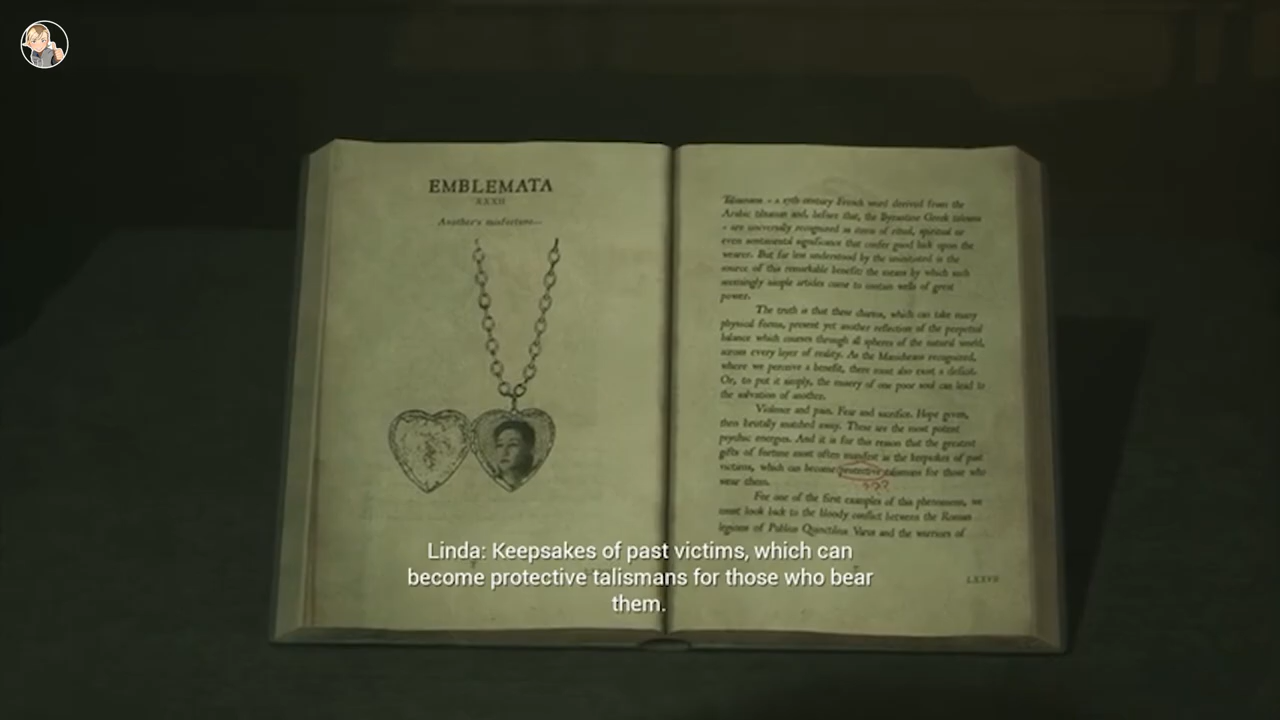 EMBLEMATA
XXXII
Another's misfortune—
Talismans - a 17th century French word derived from the
Arabic talisman and, before that, the Byzantine Greek telesma
- are universally recognized as items of ritual, spiritual or
even sentimental significance that confer good luck upon the
wearer. But far less understood by the uninitiated is the
source of this remarkable benefit: the means by which such
seemingly simple articles come to contain wells of great
power.
The truth is that these charms, which can take many
physical forms, present yet another reflection of the perpetual
balance which courses through all spheres of the natural world,
across every layer of reality. As the Manicheans recognized,
where we perceive a benefit, there must also exist a deficit.
Or, to put it simply, the misery of one poor soul can lead to
the salvation of another.
Violence and pain. Fear and sacrifice. Hope given,
then brutally snatched away. These are the most potent
psychic energies. And it is for this reason that the greatest
gifts of fortune most often manifest as the keepsakes of past
victims, which can become protective talismans for those who
wear them.
???
For one of the first examples of this phenomenon, we
must look back to the bloody conflict between the Roman
legions of Publius Quinctilius Varus and the warriors of
LXXVII
Linda: Keepsakes of past victims, which can
become protective talismans for those who bear
them.